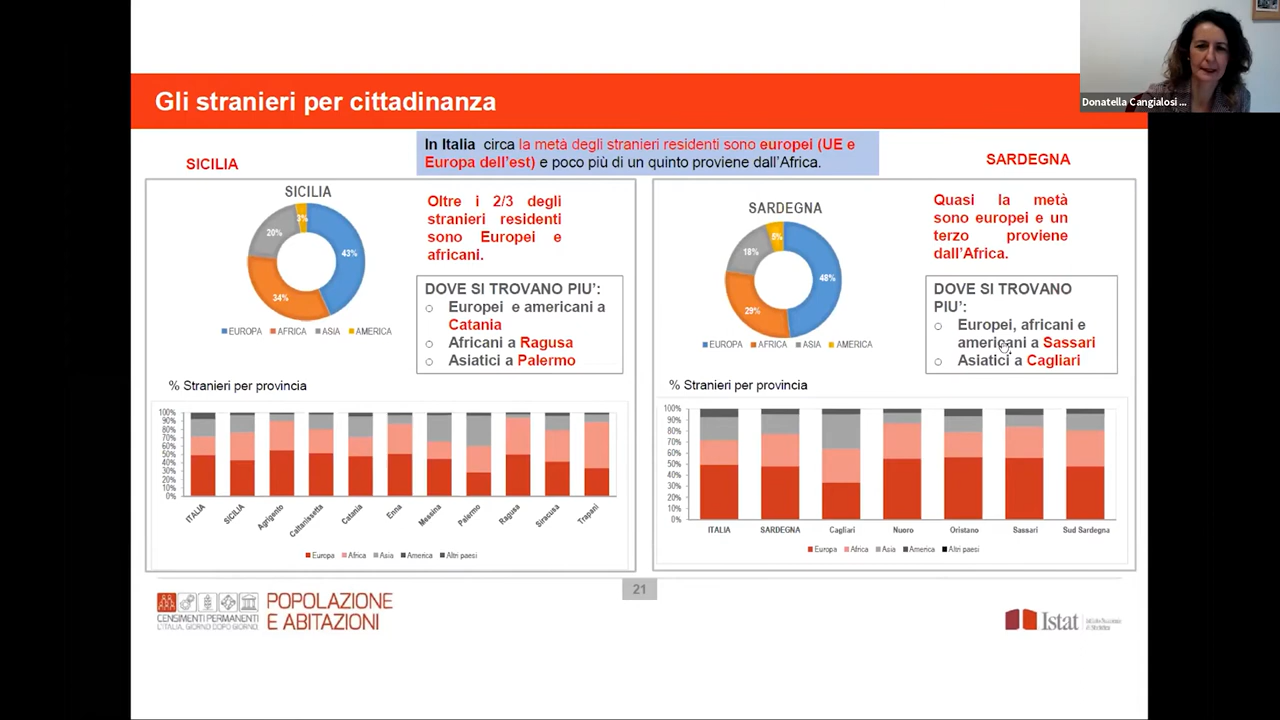 Donatella Cangialosi ...
Gli stranieri per cittadinanza
In Italia circa la metà degli stranieri residenti sono europei (UE e
Europa dell'est) e poco più di un quinto proviene dall'Africa.
SICILIA
SICILIA
3%
20%
43%
34%
EUROPA AFRICA ASIA AMERICA
Oltre i 2/3 degli
stranieri residenti
sono Europei e
africani.
DOVE SI TROVANO PIU':
○ Europei e americani a
Catania
○ Africani a Ragusa
○ Asiatici a Palermo
% Stranieri per provincia
100%
90%
80%
70%
60%
50%
40%
30%
20%
10%
0%
ITALIA SICILIA Agrigento Caltanissetta Catania Enna Messina Palermo Ragusa Siracusa Trapani
Europa Africa Asia America Altri paesi
SARDEGNA
SARDEGNA
5%
18%
48%
29%
EUROPA AFRICA ASIA AMERICA
Quasi la metà
sono europei e un
terzo proviene
dall'Africa.
DOVE SI TROVANO
PIU':
○ Europei, africani e
americani a Sassari
○ Asiatici a Cagliari
% Stranieri per provincia
100%
90%
80%
70%
60%
50%
40%
30%
20%
10%
0%
ITALIA SARDEGNA Cagliari Nuoro Oristano Sassari Sud Sardegna
Europa Africa Asia America Altri paesi
21
CENSIMENTI PERMANENTI
L'ITALIA, GIORNO DOPO GIORNO.
POPOLAZIONE
E ABITAZIONI
Istat